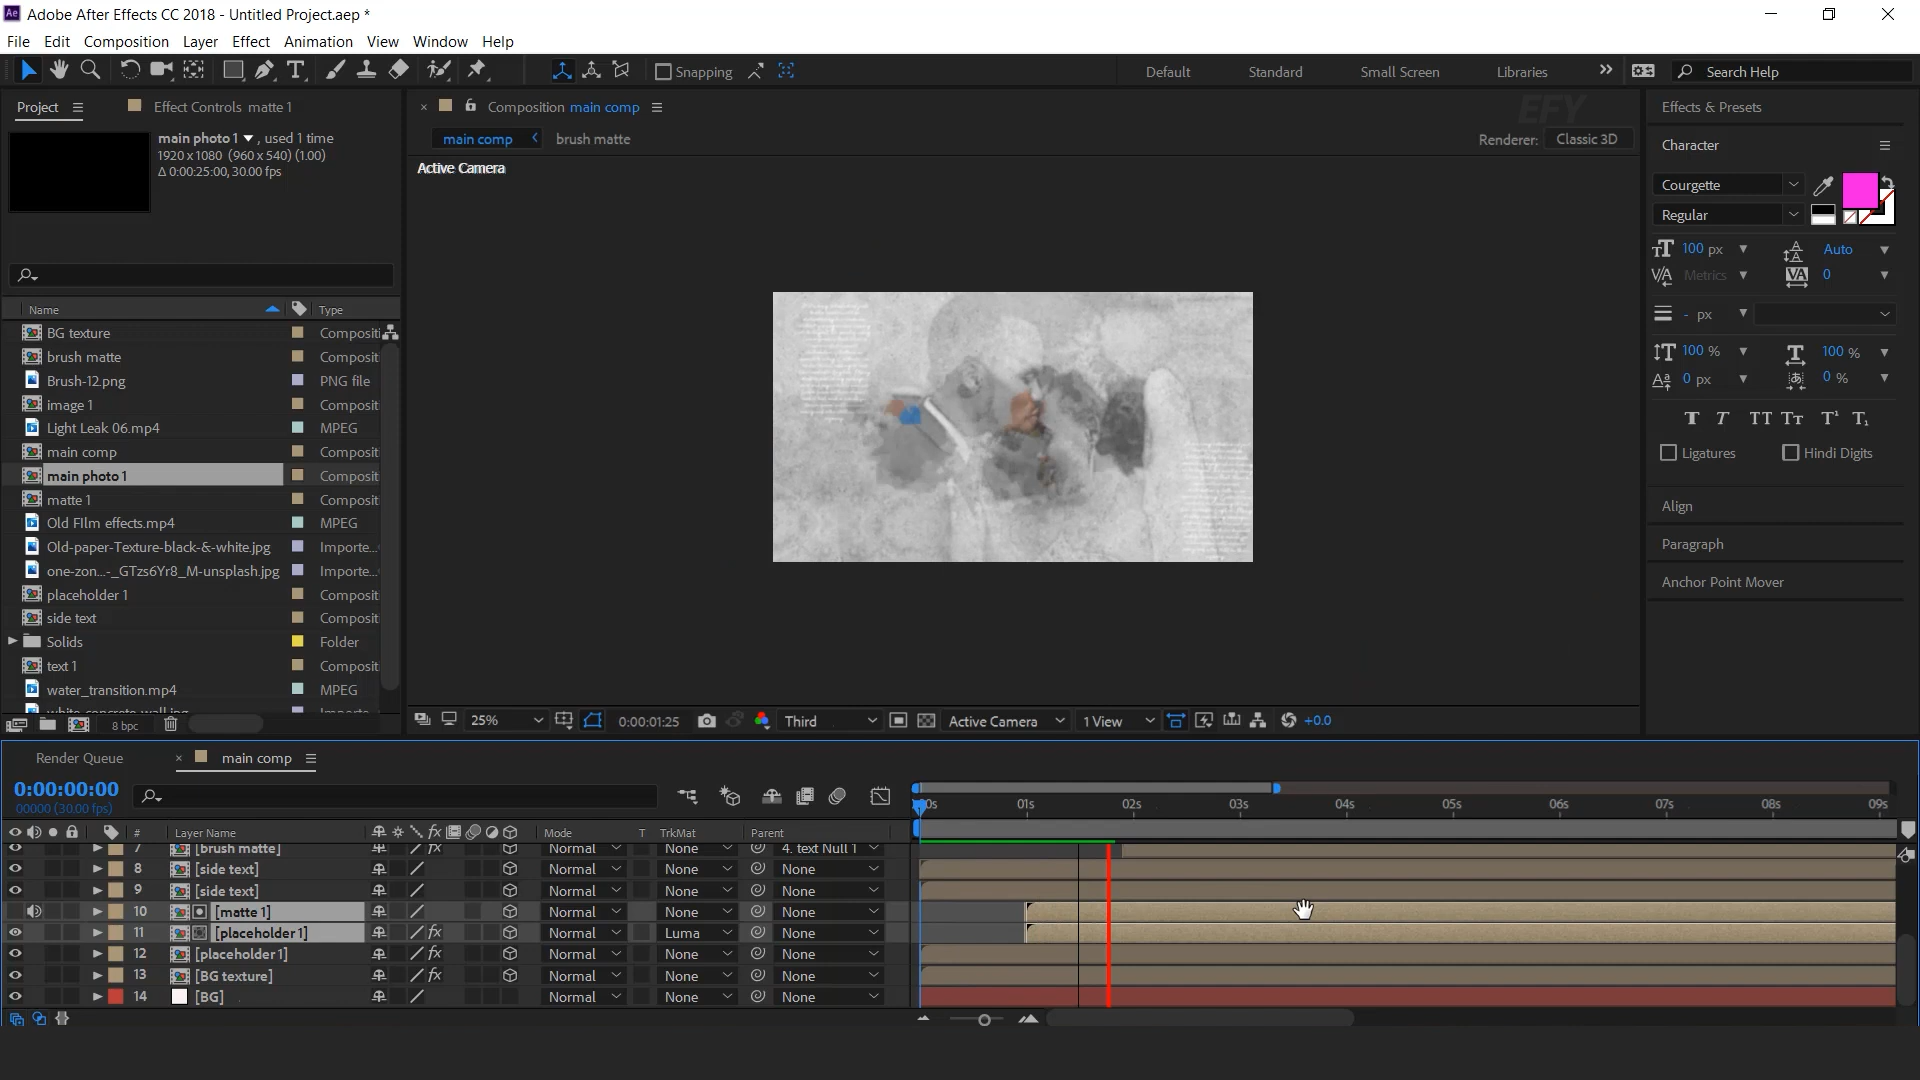 Adobe After Effects CC 2018 - Untitled Project.aep *
File Edit Composition Layer Effect Animation View Window Help
Snapping
Default Standard Small Screen Libraries
Search Help
Project
Effect Controls matte 1
main photo 1 , used 1 time
1920 x 1080 (960 x 540) (1.00)
Δ 0:00:25:00, 30.00 fps
Name Type
BG texture Composit
brush matte Composit
Brush-12.png PNG file
image 1 Composit
Light Leak 06.mp4 MPEG
main comp Composit
main photo 1 Composit
matte 1 Composit
Old FIlm effects.mp4 MPEG
Old-paper-Texture-black-&-white.jpg Importe...
one-zon...-_GTzs6Yr8_M-unsplash.jpg Importe...
placeholder 1 Composit
side text Composit
Solids Folder
text 1 Composit
water_transition.mp4 MPEG
8 bpc
Composition main comp
main comp brush matte
EFY
Renderer: Classic 3D
Active Camera
25% 0:00:01:25 Third Active Camera 1 View +0.0
Effects & Presets
Character
Courgette
Regular
100 px Auto
Metrics 0
- px
100 % 100 %
0 px 0 %
Ligatures Hindi Digits
Align
Paragraph
Anchor Point Mover
Render Queue main comp
0:00:00:00
00000 (30.00 fps)
# Layer Name Mode T TrkMat Parent
7 [brush matte] Normal None 4. text Null 1
8 [side text] Normal None None
9 [side text] Normal None None
10 [matte 1] Normal None None
11 [placeholder 1] Normal Luma None
12 [placeholder 1] Normal None None
13 [BG texture] Normal None None
14 [BG] Normal None None
01s 02s 03s 04s 05s 06s 07s 08s 09s